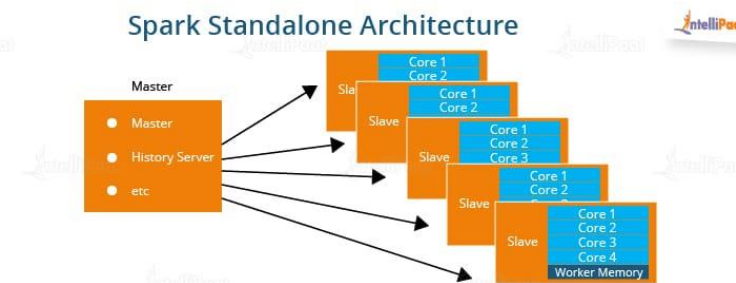 Spark Standalone Architecture
IntelliPaa
Master
Master
History Server
etc
Slave
Core 1
Core 2
Slave
Core 1
Core 2
Slave
Core 1
Core 2
Core 3
Slave
Core 1
Core 2
Slave
Core 1
Core 2
Core 3
Core 4
Worker Memory